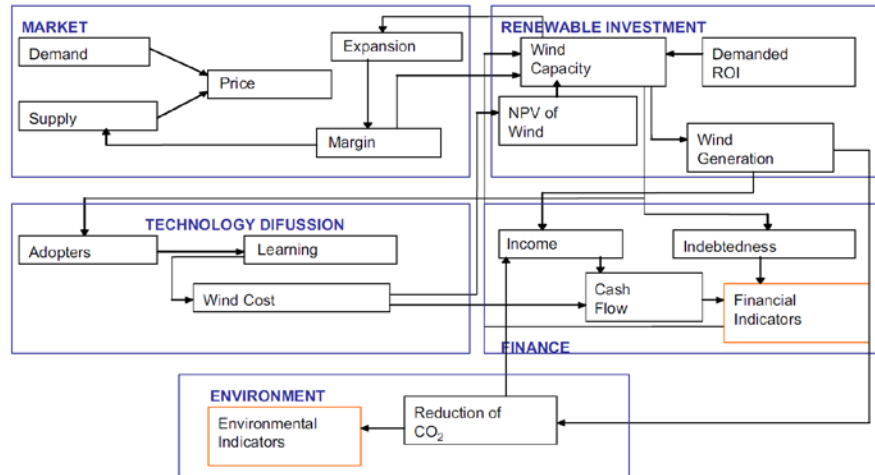 MARKET
Demand
Supply
Price
Expansion
Margin
RENEWABLE INVESTMENT
Wind
Capacity
Demanded
ROI
NPV of
Wind
Wind
Generation
TECHNOLOGY DIFUSSION
Adopters
Learning
Wind Cost
Income
Indebtedness
Cash
Flow
Financial
Indicators
FINANCE
ENVIRONMENT
Environmental
Indicators
Reduction of
CO₂